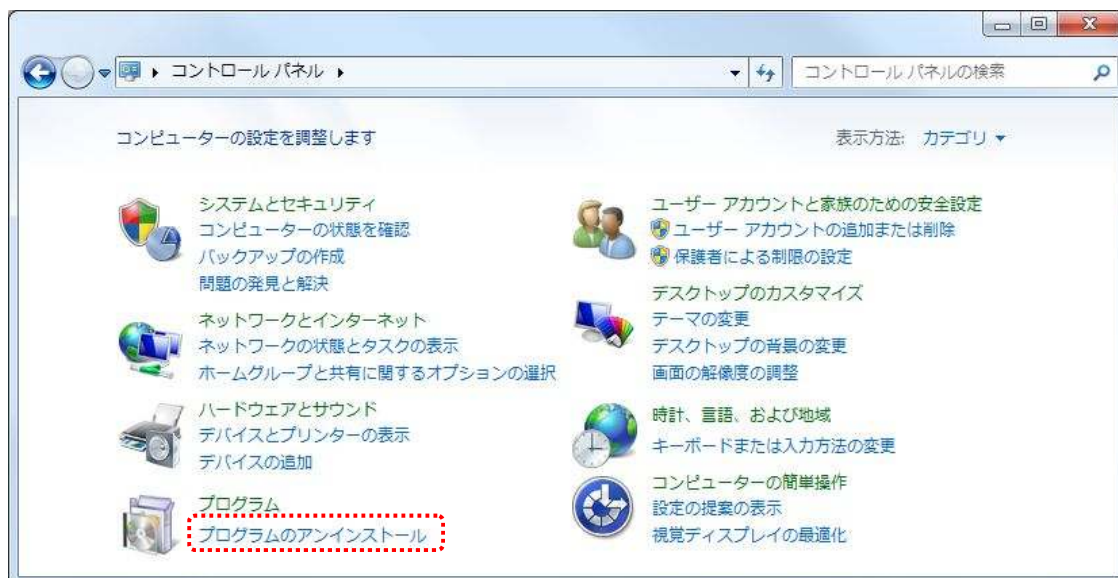 コントロール パネル
コントロール パネルの検索
コンピューターの設定を調整します
表示方法: カテゴリ
システムとセキュリティ
コンピューターの状態を確認
バックアップの作成
問題の発見と解決
ネットワークとインターネット
ネットワークの状態とタスクの表示
ホームグループと共有に関するオプションの選択
ハードウェアとサウンド
デバイスとプリンターの表示
デバイスの追加
プログラム
プログラムのアンインストール
ユーザー アカウントと家族のための安全設定
ユーザー アカウントの追加または削除
保護者による制限の設定
デスクトップのカスタマイズ
テーマの変更
デスクトップの背景の変更
画面の解像度の調整
時計、言語、および地域
キーボードまたは入力方法の変更
コンピューターの簡単操作
設定の提案の表示
視覚ディスプレイの最適化